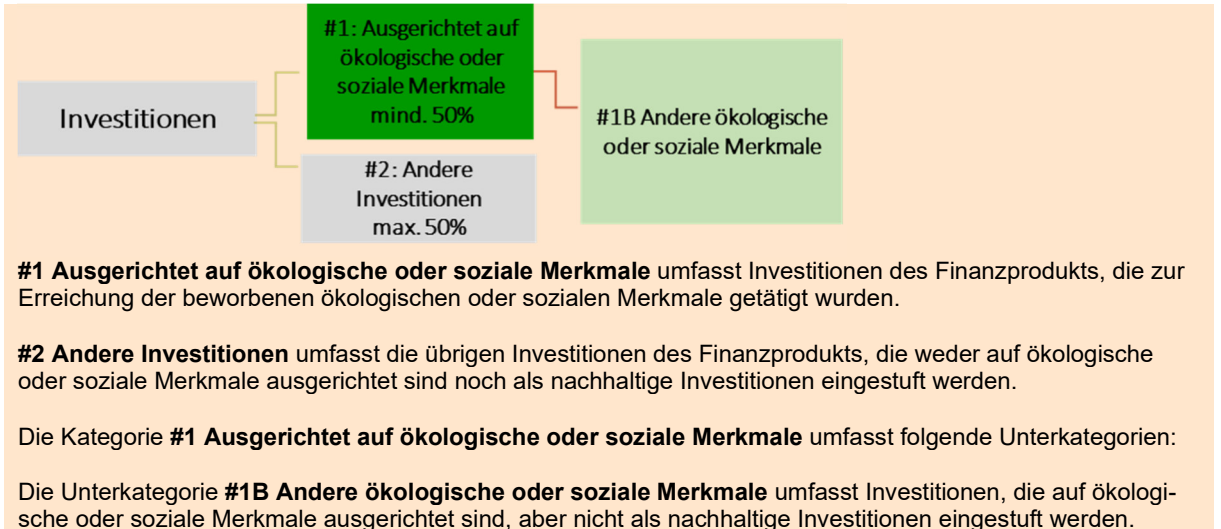 #1: Ausgerichtet auf
ökologische oder
soziale Merkmale
mind. 50%
Investitionen
#1B Andere ökologische
oder soziale Merkmale
#2: Andere
Investitionen
max. 50%
#1 Ausgerichtet auf ökologische oder soziale Merkmale umfasst Investitionen des Finanzprodukts, die zur
Erreichung der beworbenen ökologischen oder sozialen Merkmale getätigt wurden.
#2 Andere Investitionen umfasst die übrigen Investitionen des Finanzprodukts, die weder auf ökologische
oder soziale Merkmale ausgerichtet sind noch als nachhaltige Investitionen eingestuft werden.
Die Kategorie #1 Ausgerichtet auf ökologische oder soziale Merkmale umfasst folgende Unterkategorien:
Die Unterkategorie #1B Andere ökologische oder soziale Merkmale umfasst Investitionen, die auf ökologi-
sche oder soziale Merkmale ausgerichtet sind, aber nicht als nachhaltige Investitionen eingestuft werden.